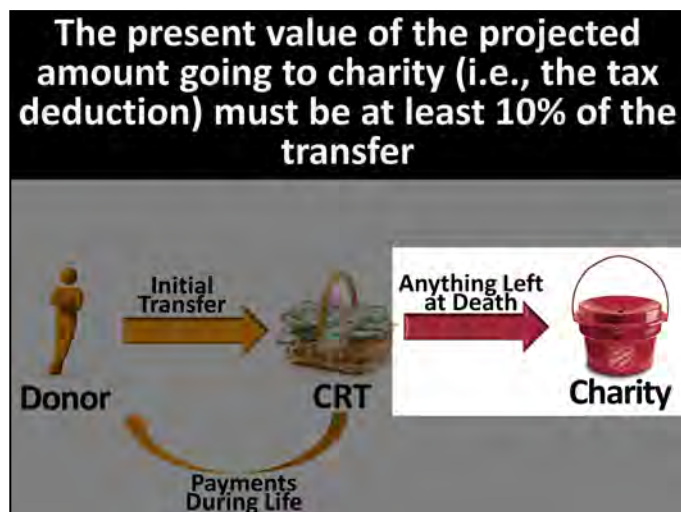 The present value of the projected
amount going to charity (i.e., the tax
deduction) must be at least 10% of the
transfer
Initial
Transfer
Anything Left
at Death
Donor
CRT
Charity
Payments
During Life